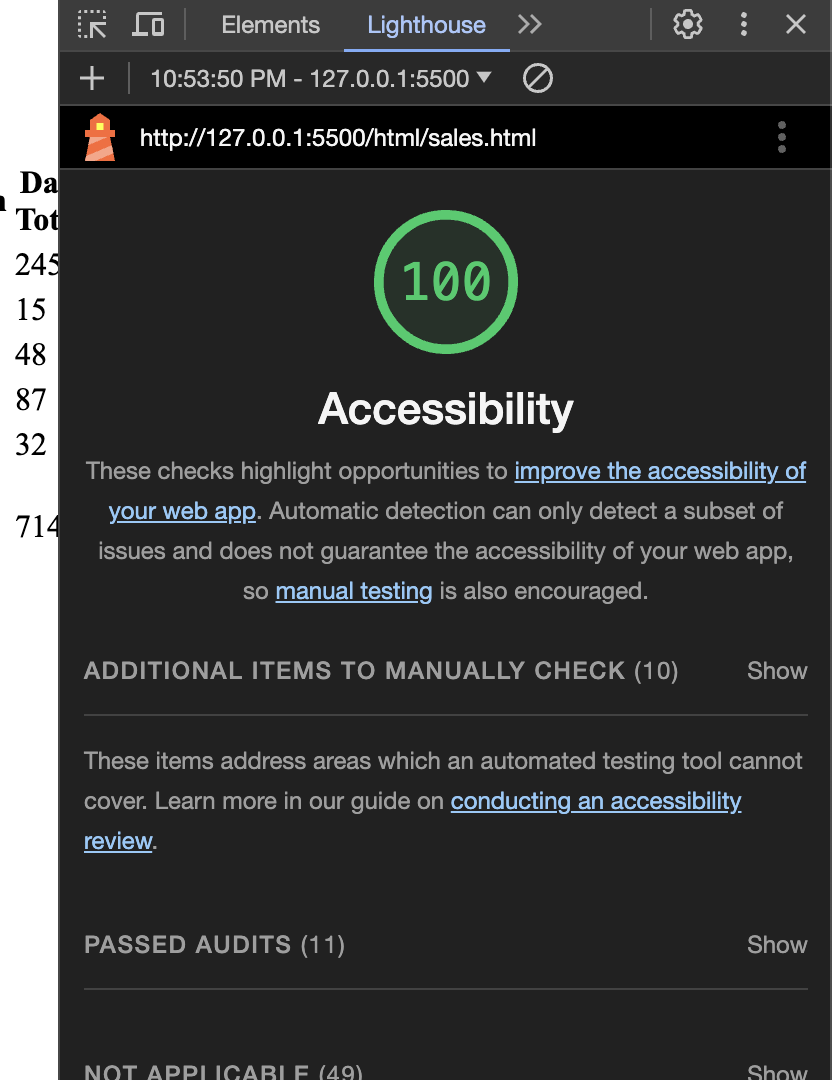 Elements
Lighthouse
10:53:50 PM - 127.0.0.1:5500
http://127.0.0.1:5500/html/sales.html
Da
Tot
245
15
48
87
32
714
100
Accessibility
These checks highlight opportunities to improve the accessibility of
your web app. Automatic detection can only detect a subset of
issues and does not guarantee the accessibility of your web app,
so manual testing is also encouraged.
ADDITIONAL ITEMS TO MANUALLY CHECK (10) Show
These items address areas which an automated testing tool cannot
cover. Learn more in our guide on conducting an accessibility
review.
PASSED AUDITS (11) Show
NOT APPLICABLE (49) Show